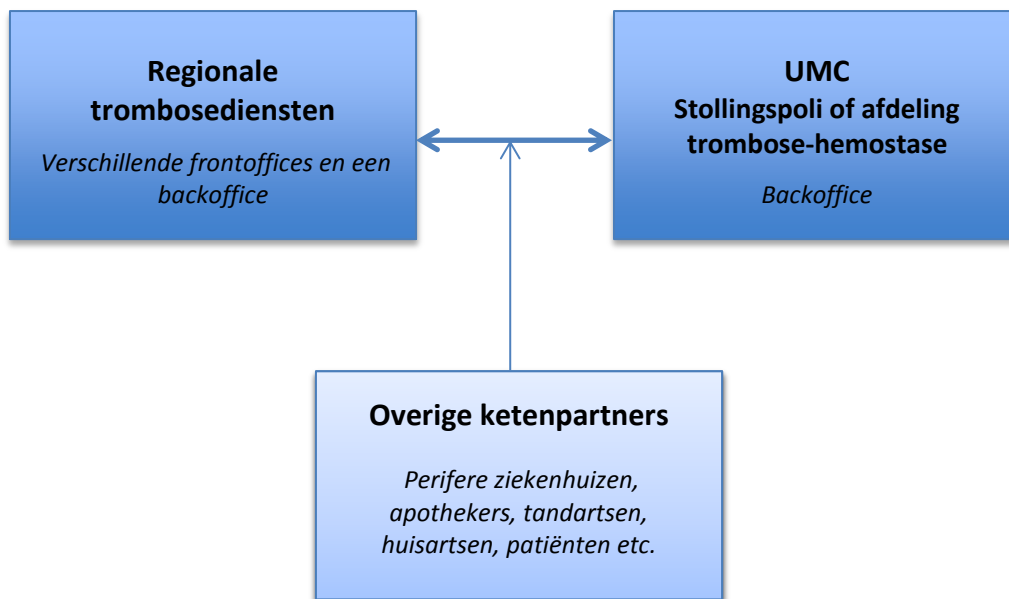 Regionale
trombosediensten
Verschillende frontoffices en een
backoffice
UMC
Stollingspoli of afdeling
trombose-hemostase
Backoffice
Overige ketenpartners
Perifere ziekenhuizen,
apothekers, tandartsen,
huisartsen, patiënten etc.